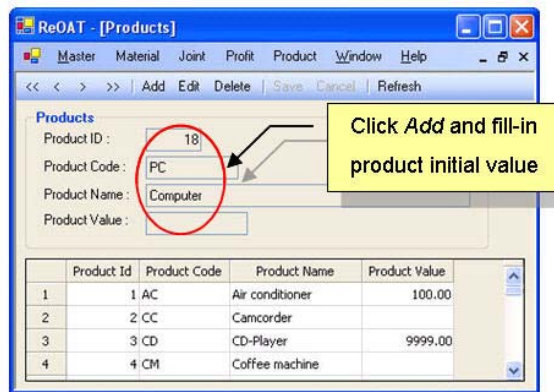 ReOAT - [Products]
Master Material Joint Profit Product Window Help
<< < > >> Add Edit Delete Save Cancel Refresh
Products
Product ID : 18
Product Code : PC
Product Name : Computer
Product Value :
Click Add and fill-in
product initial value
Product Id Product Code Product Name Product Value
1 1 AC Air conditioner 100.00
2 2 CC Camcorder
3 3 CD CD-Player 9999.00
4 4 CM Coffee machine